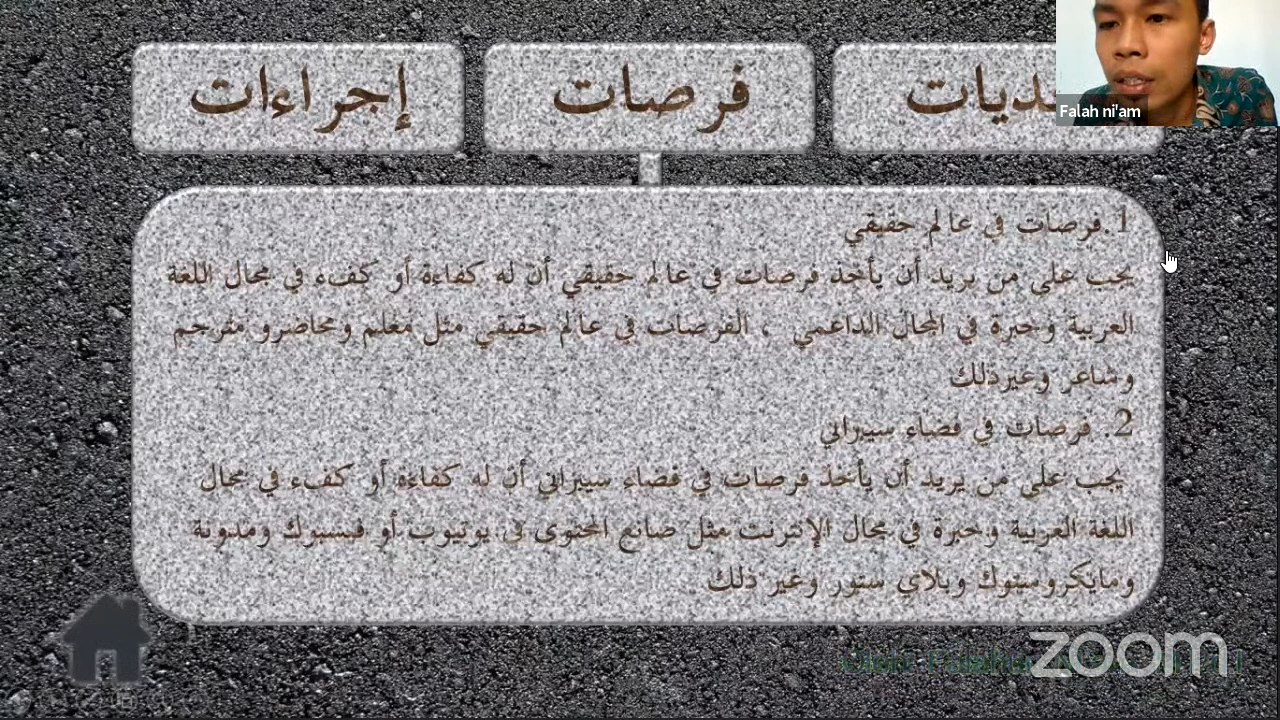 إجراءات
فرصات
Falah ni'am
1.فرصات في عالم حقيقي
يجب على من يريد أن يأخذ فرصات في عالم حقيقي أن له كفاءة أو كفء في مجال اللغة
العربية وخبرة في المجال الداعمي ، الفرصات في عالم حقيقي مثل معلم ومحاضرو مترجم
وشاعر وغيرذلك
2. فرصات في فضاء سيبراني
يجب على من يريد أن يأخذ فرصات في فضاء سيبراني أن له كفاءة أو كفء في مجال
اللغة العربية وخبرة في مجال الإنترنت مثل صانع المحتوى في يوتيوب أو فيسبوك ومدونة
ومايكروستوك وبلاي ستور وغير ذلك
zoom